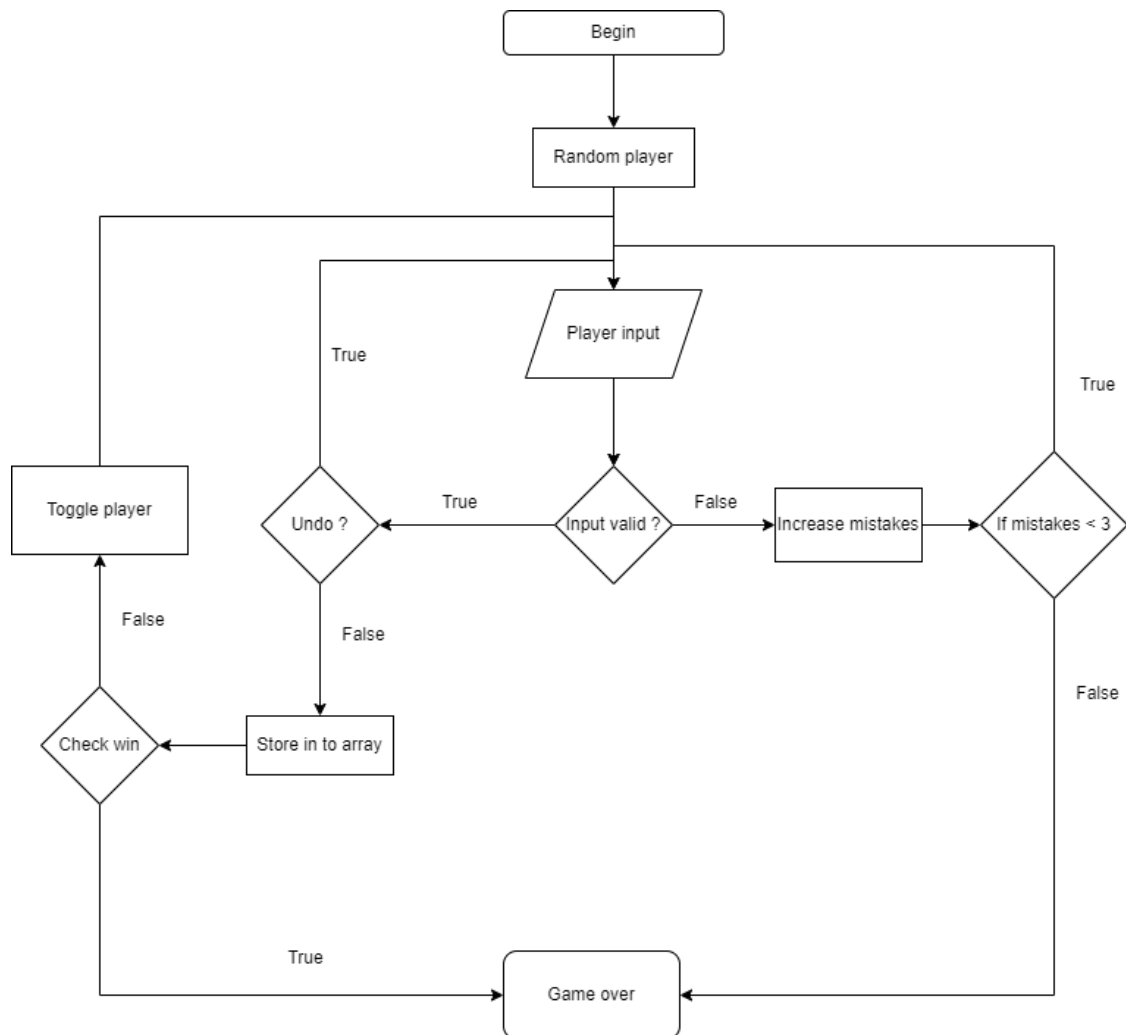 Begin
Random player
Player input
True
True
Toggle player
Undo ?
True
Input valid ?
False
Increase mistakes
If mistakes < 3
False
False
False
Check win
Store in to array
True
Game over